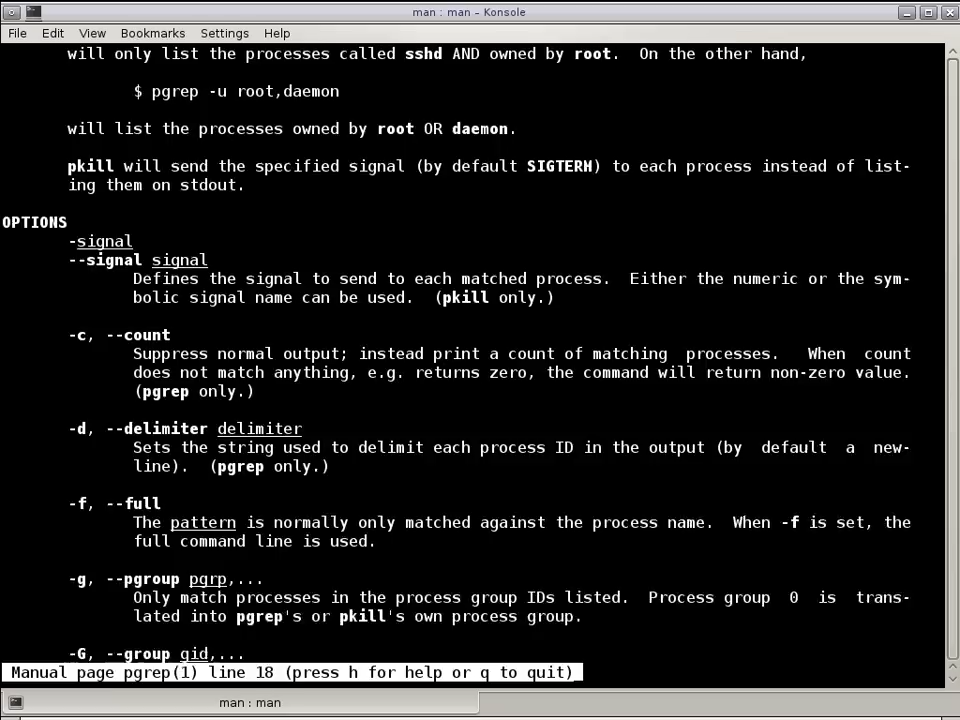 man : man – Konsole
File Edit View Bookmarks Settings Help
will only list the processes called sshd AND owned by root.  On the other hand,
$ pgrep -u root,daemon
will list the processes owned by root OR daemon.
pkill will send the specified signal (by default SIGTERM) to each process instead of list-
ing them on stdout.
OPTIONS
-signal
--signal signal
Defines the signal to send to each matched process.  Either the numeric or the sym-
bolic signal name can be used.  (pkill only.)
-c, --count
Suppress normal output; instead print a count of matching  processes.   When  count
does not match anything, e.g. returns zero, the command will return non-zero value.
(pgrep only.)
-d, --delimiter delimiter
Sets the string used to delimit each process ID in the output (by  default  a  new-
line).  (pgrep only.)
-f, --full
The pattern is normally only matched against the process name.  When -f is set, the
full command line is used.
-g, --pgroup pgrp,...
Only match processes in the process group IDs listed.  Process group  0  is  trans-
lated into pgrep's or pkill's own process group.
-G, --group gid,...
Manual page pgrep(1) line 18 (press h for help or q to quit)
man : man